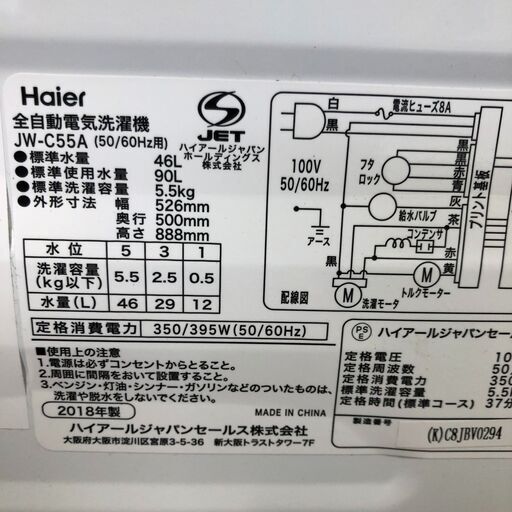 Haier
全自動電気洗濯機
JW-C55A (50/60Hz用)
JET
ハイアールジャパン
ホールディングス
株式会社
●標準水量 46L
●標準使用水量 90L
●標準洗濯容量 5.5kg
●外形寸法 幅 526mm
奥行 500mm
高さ 888mm
水位 5 3 1
洗濯容量(kg以下) 5.5 2.5 0.5
水量(L) 46 29 12
定格消費電力 350/395W(50/60Hz)
白
電流ヒューズ8A
黒
100V
50/60Hz
アース
黒
フタ
ロック
黒
黒
赤
青
給水バルブ
灰
茶
コンデンサ
赤
黄
プリント基板
配線図
M
洗濯モータ
M
トルクモーター
■使用上の注意
1.電源は必ずコンセントからとること。
2.周囲に間隔をおいて設置すること。
3.ベンジン・灯油・シンナー・ガソリンなどのついたものは、
洗濯や脱水をしないでください。
2018年製
MADE IN CHINA
ハイアールジャパンセールス株式会社
大阪府大阪市淀川区宮原3-5-36 新大阪トラストタワー7F
PS
E
ハイアールジャパンセール
定格電圧 10
定格周波数 50
定格消費電力 350
標準洗濯容量 5.5
定格時間(標準コース) 37分
製造番号
(K)C8JBV0294